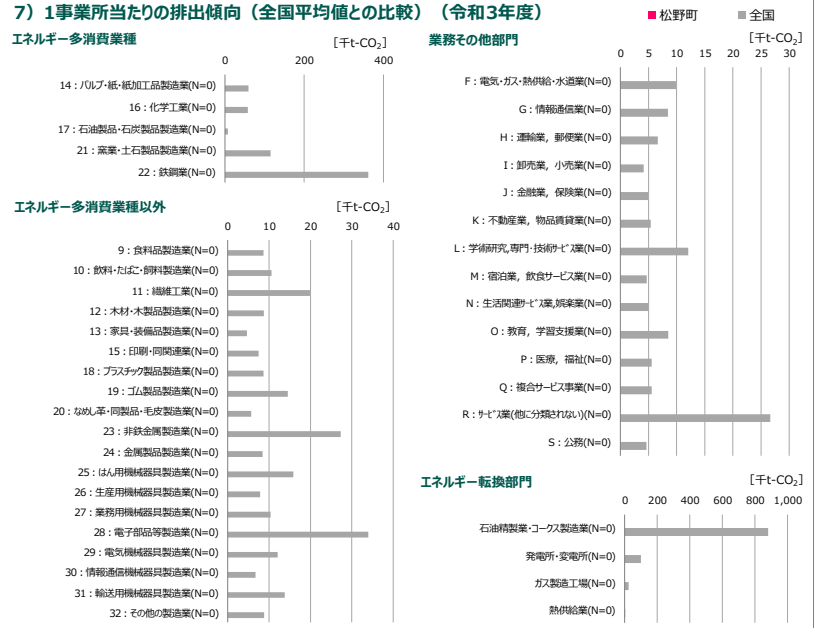 7）1事業所当たりの排出傾向（全国平均値との比較）（令和3年度）
■松野町 ■全国
エネルギー多消費業種
[千t-CO₂]
0 200 400
14：パルプ・紙・紙加工品製造業(N=0)
16：化学工業(N=0)
17：石油製品・石炭製品製造業(N=0)
21：窯業・土石製品製造業(N=0)
22：鉄鋼業(N=0)
エネルギー多消費業種以外
[千t-CO₂]
0 10 20 30 40
9：食料品製造業(N=0)
10：飲料・たばこ・飼料製造業(N=0)
11：繊維工業(N=0)
12：木材・木製品製造業(N=0)
13：家具・装備品製造業(N=0)
15：印刷・同関連業(N=0)
18：プラスチック製品製造業(N=0)
19：ゴム製品製造業(N=0)
20：なめし革・同製品・毛皮製造業(N=0)
23：非鉄金属製造業(N=0)
24：金属製品製造業(N=0)
25：はん用機械器具製造業(N=0)
26：生産用機械器具製造業(N=0)
27：業務用機械器具製造業(N=0)
28：電子部品等製造業(N=0)
29：電気機械器具製造業(N=0)
30：情報通信機械器具製造業(N=0)
31：輸送用機械器具製造業(N=0)
32：その他の製造業(N=0)
業務その他部門
[千t-CO₂]
0 5 10 15 20 25 30
F：電気・ガス・熱供給・水道業(N=0)
G：情報通信業(N=0)
H：運輸業，郵便業(N=0)
I：卸売業，小売業(N=0)
J：金融業，保険業(N=0)
K：不動産業，物品賃貸業(N=0)
L：学術研究,専門・技術ｻｰﾋﾞｽ業(N=0)
M：宿泊業，飲食サービス業(N=0)
N：生活関連ｻｰﾋﾞｽ業,娯楽業(N=0)
O：教育，学習支援業(N=0)
P：医療，福祉(N=0)
Q：複合サービス事業(N=0)
R：ｻｰﾋﾞｽ業(他に分類されない)(N=0)
S：公務(N=0)
エネルギー転換部門
[千t-CO₂]
0 200 400 600 800 1,000
石油精製業・コークス製造業(N=0)
発電所・変電所(N=0)
ガス製造工場(N=0)
熱供給業(N=0)